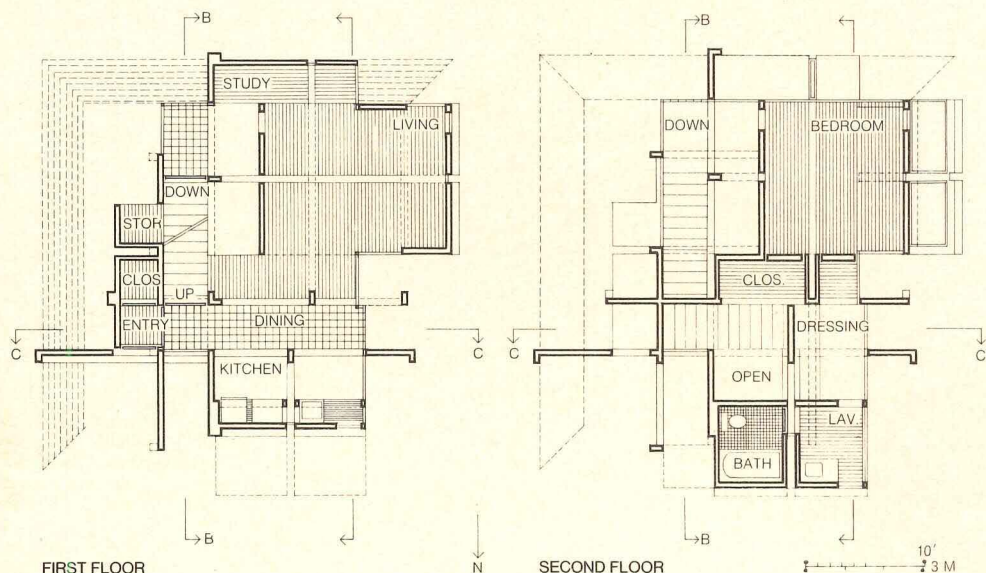 B
STUDY
LIVING
DOWN
STOR
CLOS
UP
ENTRY
DINING
C
C
KITCHEN
B
FIRST FLOOR
N
B
DOWN
BEDROOM
CLOS.
DRESSING
C
C
OPEN
LAV.
BATH
B
SECOND FLOOR
10'
3 M